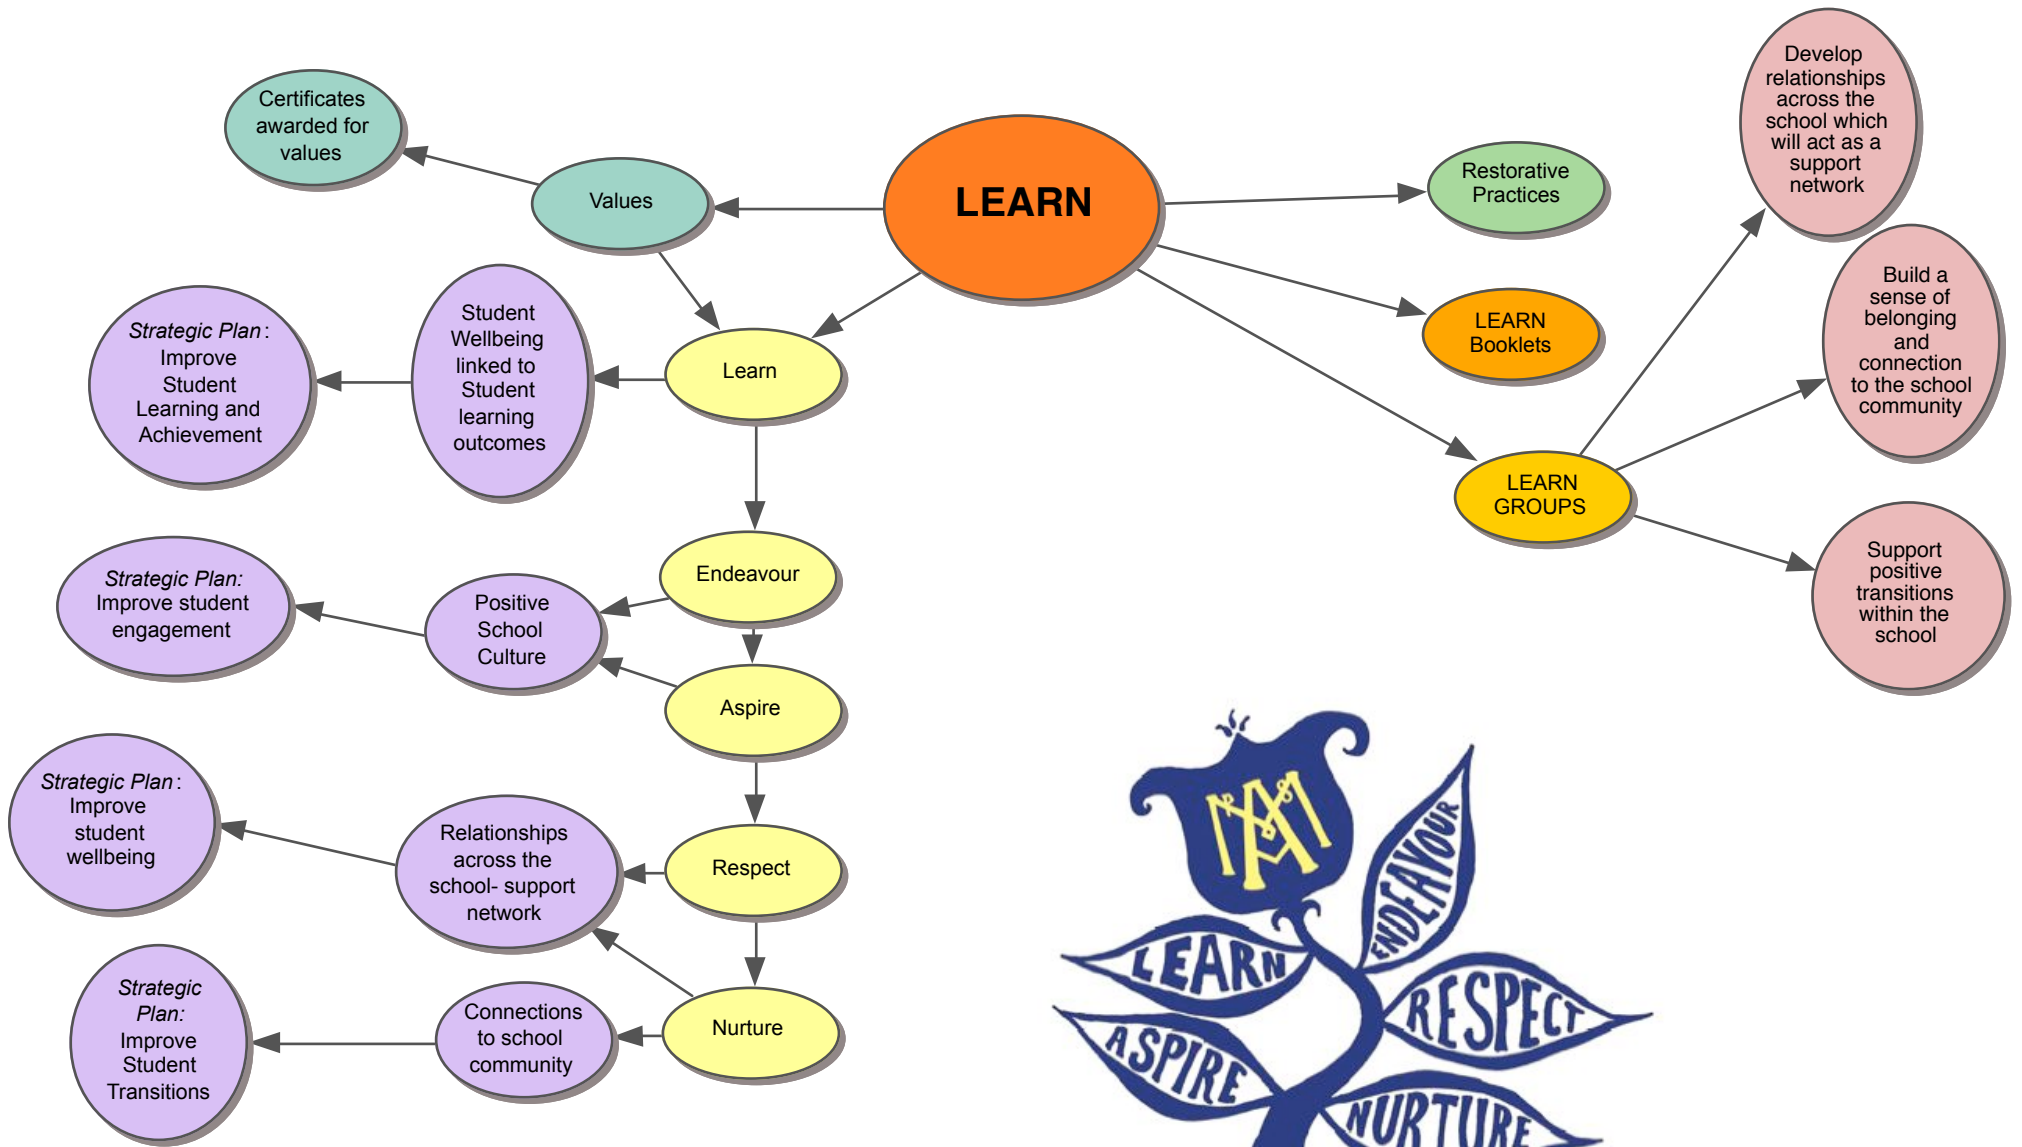 LEARN
Values
Certificates
awarded for
values
Restorative
Practices
LEARN
Booklets
LEARN
GROUPS
Develop
relationships
across the
school which
will act as a
support
network
Build a
sense of
belonging
and
connection
to the school
community
Support
positive
transitions
within the
school
Learn
Student
Wellbeing
linked to
Student
learning
outcomes
Strategic Plan:
Improve
Student
Learning and
Achievement
Endeavour
Positive
School
Culture
Strategic Plan:
Improve student
engagement
Aspire
Respect
Relationships
across the
school- support
network
Strategic Plan:
Improve
student
wellbeing
Nurture
Connections
to school
community
Strategic
Plan:
Improve
Student
Transitions
ENDEAVOUR
LEARN
RESPECT
ASPIRE
NURTURE